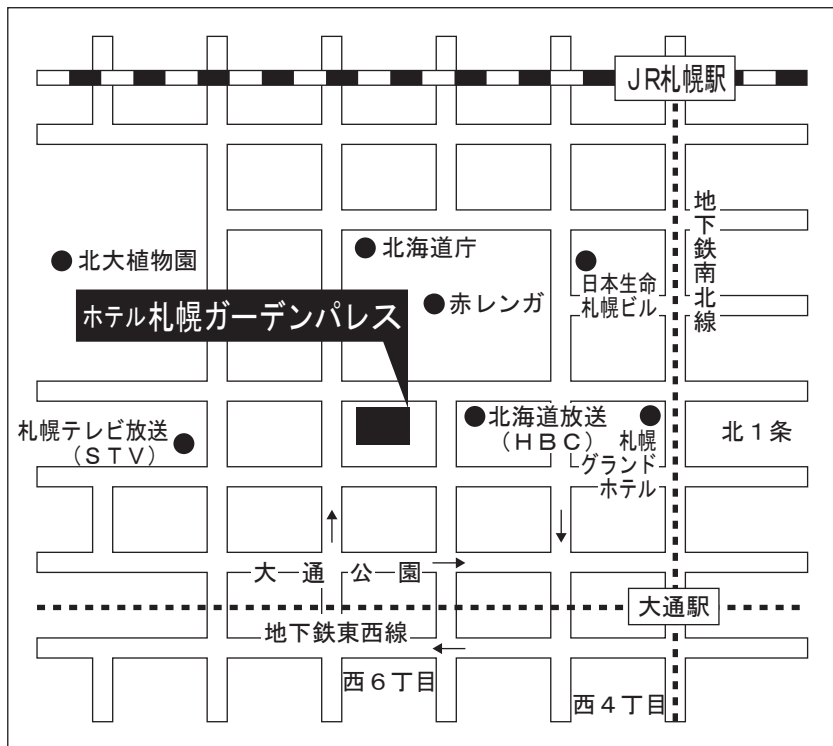 ＪＲ札幌駅
地下鉄南北線
北大植物園
北海道庁
赤レンガ
日本生命
札幌ビル
ホテル札幌ガーデンパレス
札幌テレビ放送
（ＳＴＶ）
北海道放送
（ＨＢＣ）
札幌
グランド
ホテル
北１条
大通公園
大通駅
地下鉄東西線
西６丁目
西４丁目